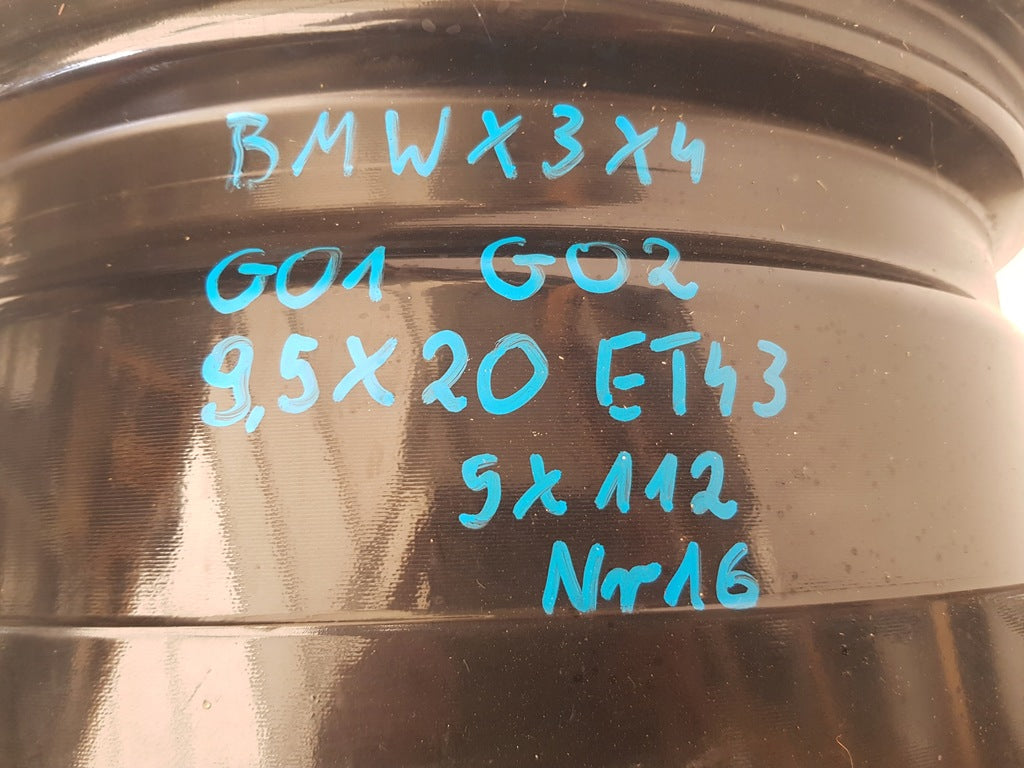 BMW X3 X4
G01 G02
9,5X20 ET43
5X112
Nr16